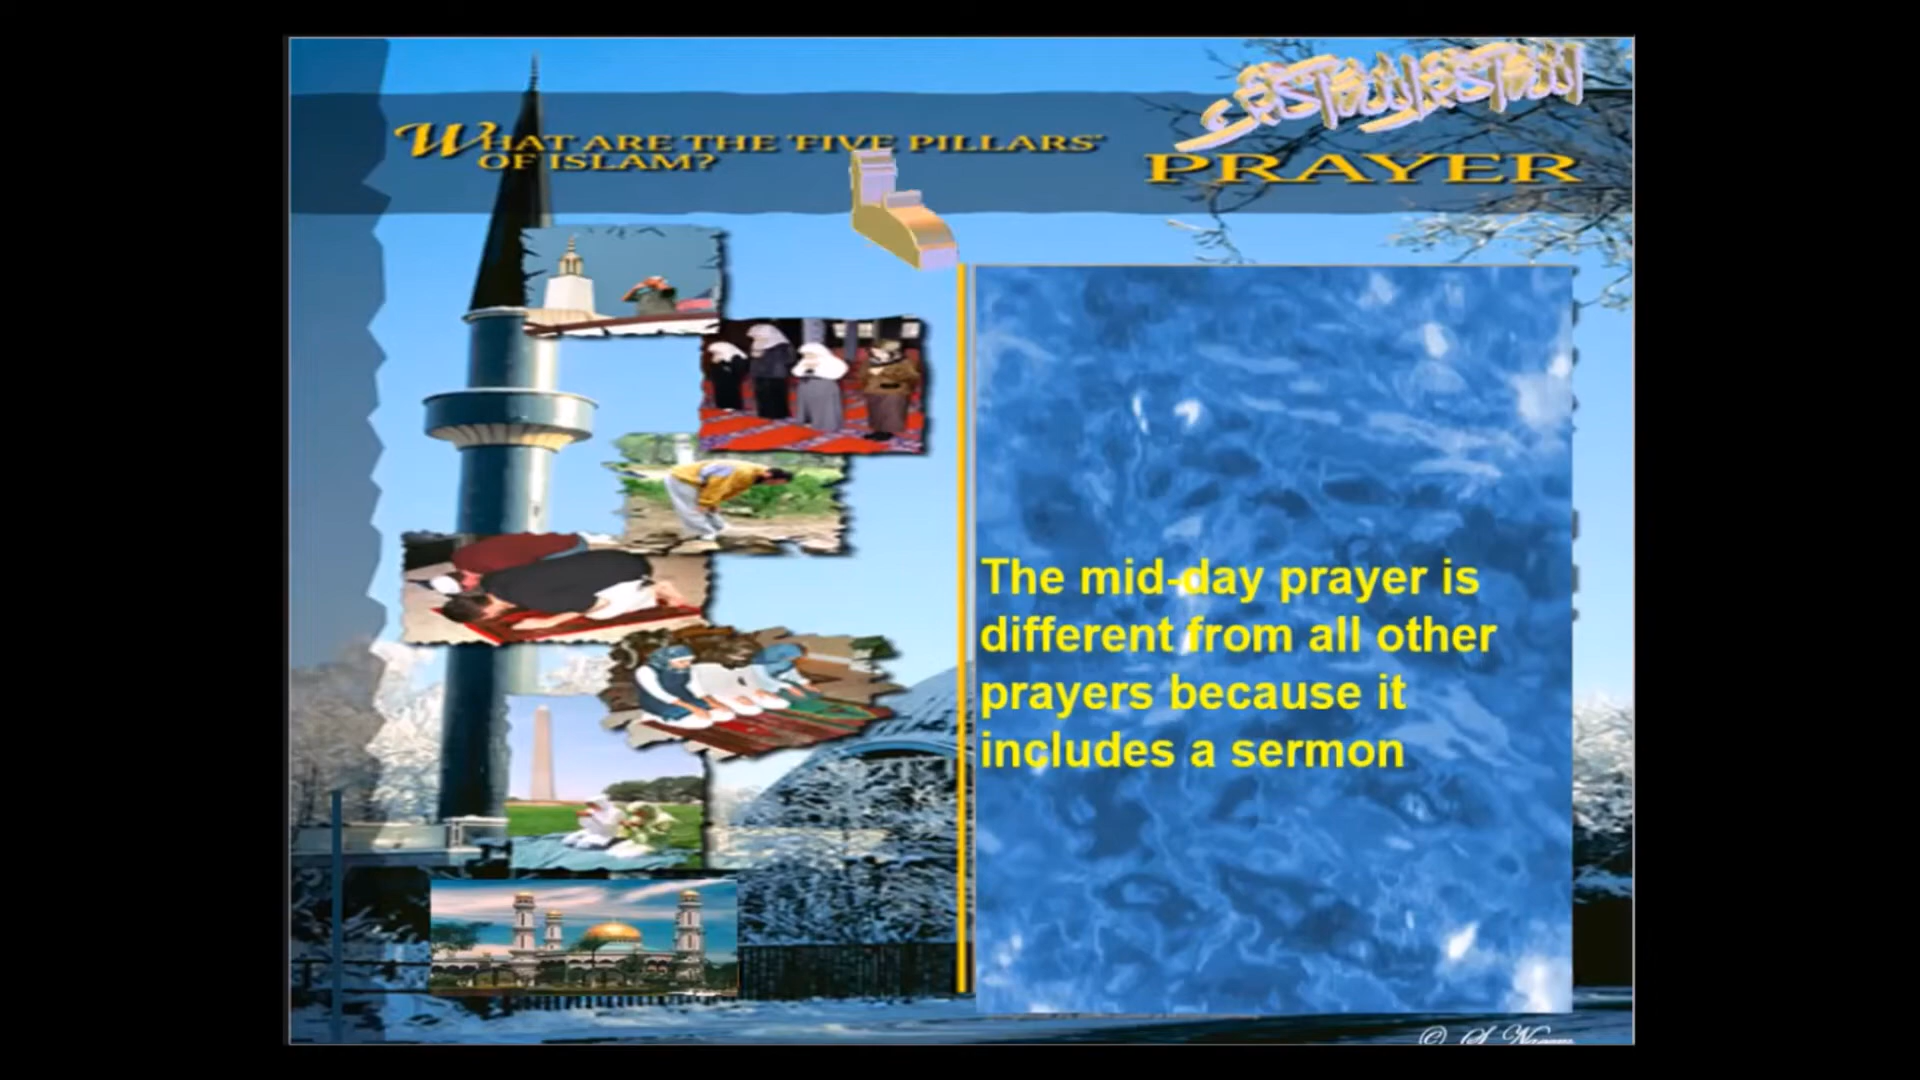 WHAT ARE THE 'FIVE PILLARS'
OF ISLAM?
PRAYER
The mid-day prayer is
different from all other
prayers because it
includes a sermon